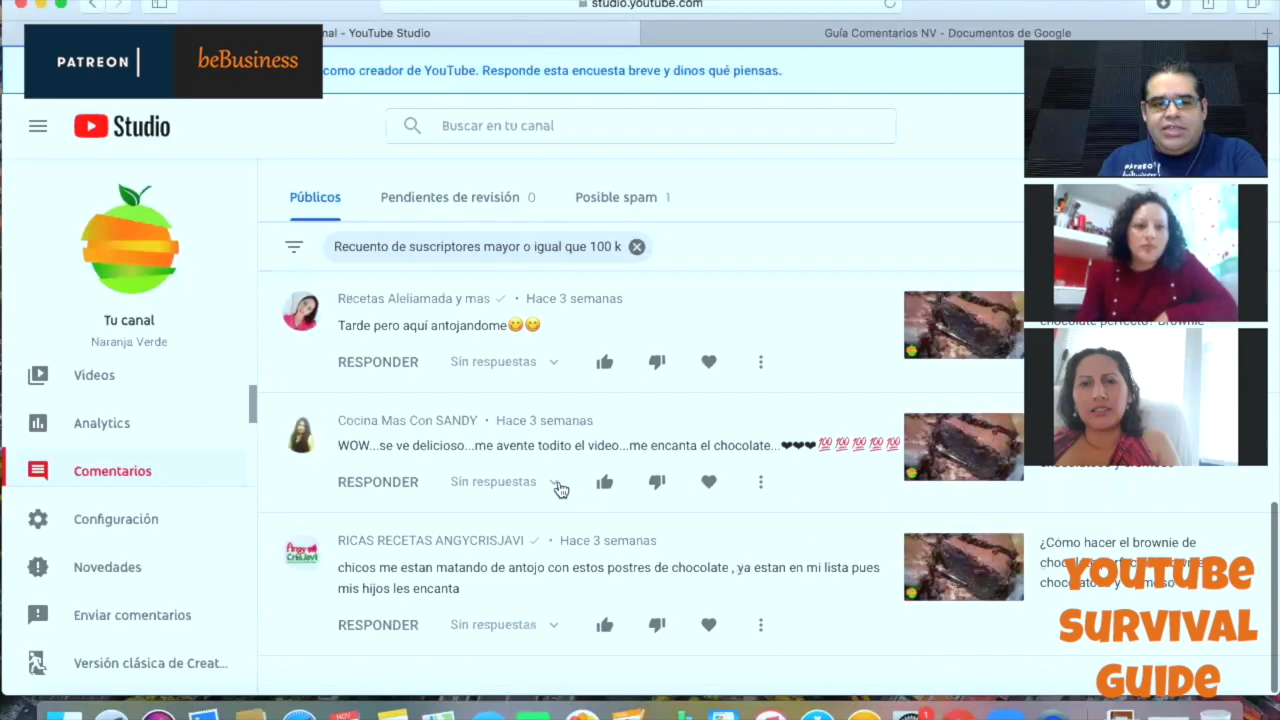 studio.youtube.com
nal - YouTube Studio
Guía Comentarios NV - Documentos de Google
PATREON
beBusiness
como creador de YouTube. Responde esta encuesta breve y dinos qué piensas.
Studio
Buscar en tu canal
Públicos
Pendientes de revisión 0
Posible spam 1
Recuento de suscriptores mayor o igual que 100 k
Tu canal
Naranja Verde
Videos
Analytics
Comentarios
Configuración
Novedades
Enviar comentarios
Versión clásica de Creat...
Recetas Aleliamada y mas • Hace 3 semanas
Tarde pero aquí antojandome😋😋
RESPONDER Sin respuestas
Cocina Mas Con SANDY • Hace 3 semanas
WOW...se ve delicioso...me avente todito el video...me encanta el chocolate...❤❤❤💯💯💯💯💯
RESPONDER Sin respuestas
RICAS RECETAS ANGYCRISJAVI • Hace 3 semanas
chicos me estan matando de antojo con estos postres de chocolate , ya estan en mi lista pues
mis hijos les encanta
RESPONDER Sin respuestas
¿Cómo hacer el brownie de
YOUTUBE
SURVIVAL
GUIDE